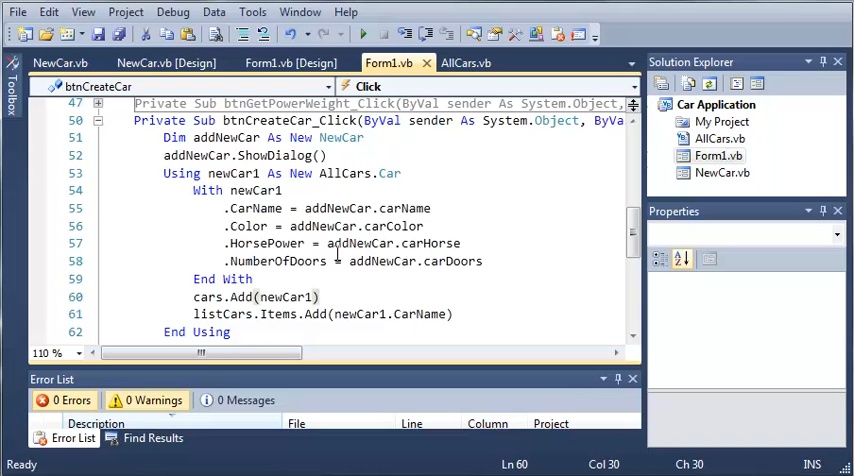 File Edit View Project Debug Data Tools Window Help
NewCar.vb NewCar.vb [Design] Form1.vb [Design] Form1.vb AllCars.vb
Toolbox
btnCreateCar Click
47 Private Sub btnGetPowerWeight_Click(ByVal sender As System.Object,
50 Private Sub btnCreateCar_Click(ByVal sender As System.Object, ByVa
51 Dim addNewCar As New NewCar
52 addNewCar.ShowDialog()
53 Using newCar1 As New AllCars.Car
54 With newCar1
55 .CarName = addNewCar.carName
56 .Color = addNewCar.carColor
57 .HorsePower = addNewCar.carHorse
58 .NumberOfDoors = addNewCar.carDoors
59 End With
60 cars.Add(newCar1)
61 listCars.Items.Add(newCar1.CarName)
62 End Using
110 %
Solution Explorer
Car Application
My Project
AllCars.vb
Form1.vb
NewCar.vb
Properties
Error List
0 Errors 0 Warnings 0 Messages
Description File Line Column Project
Error List Find Results
Ready Ln 60 Col 30 Ch 30 INS